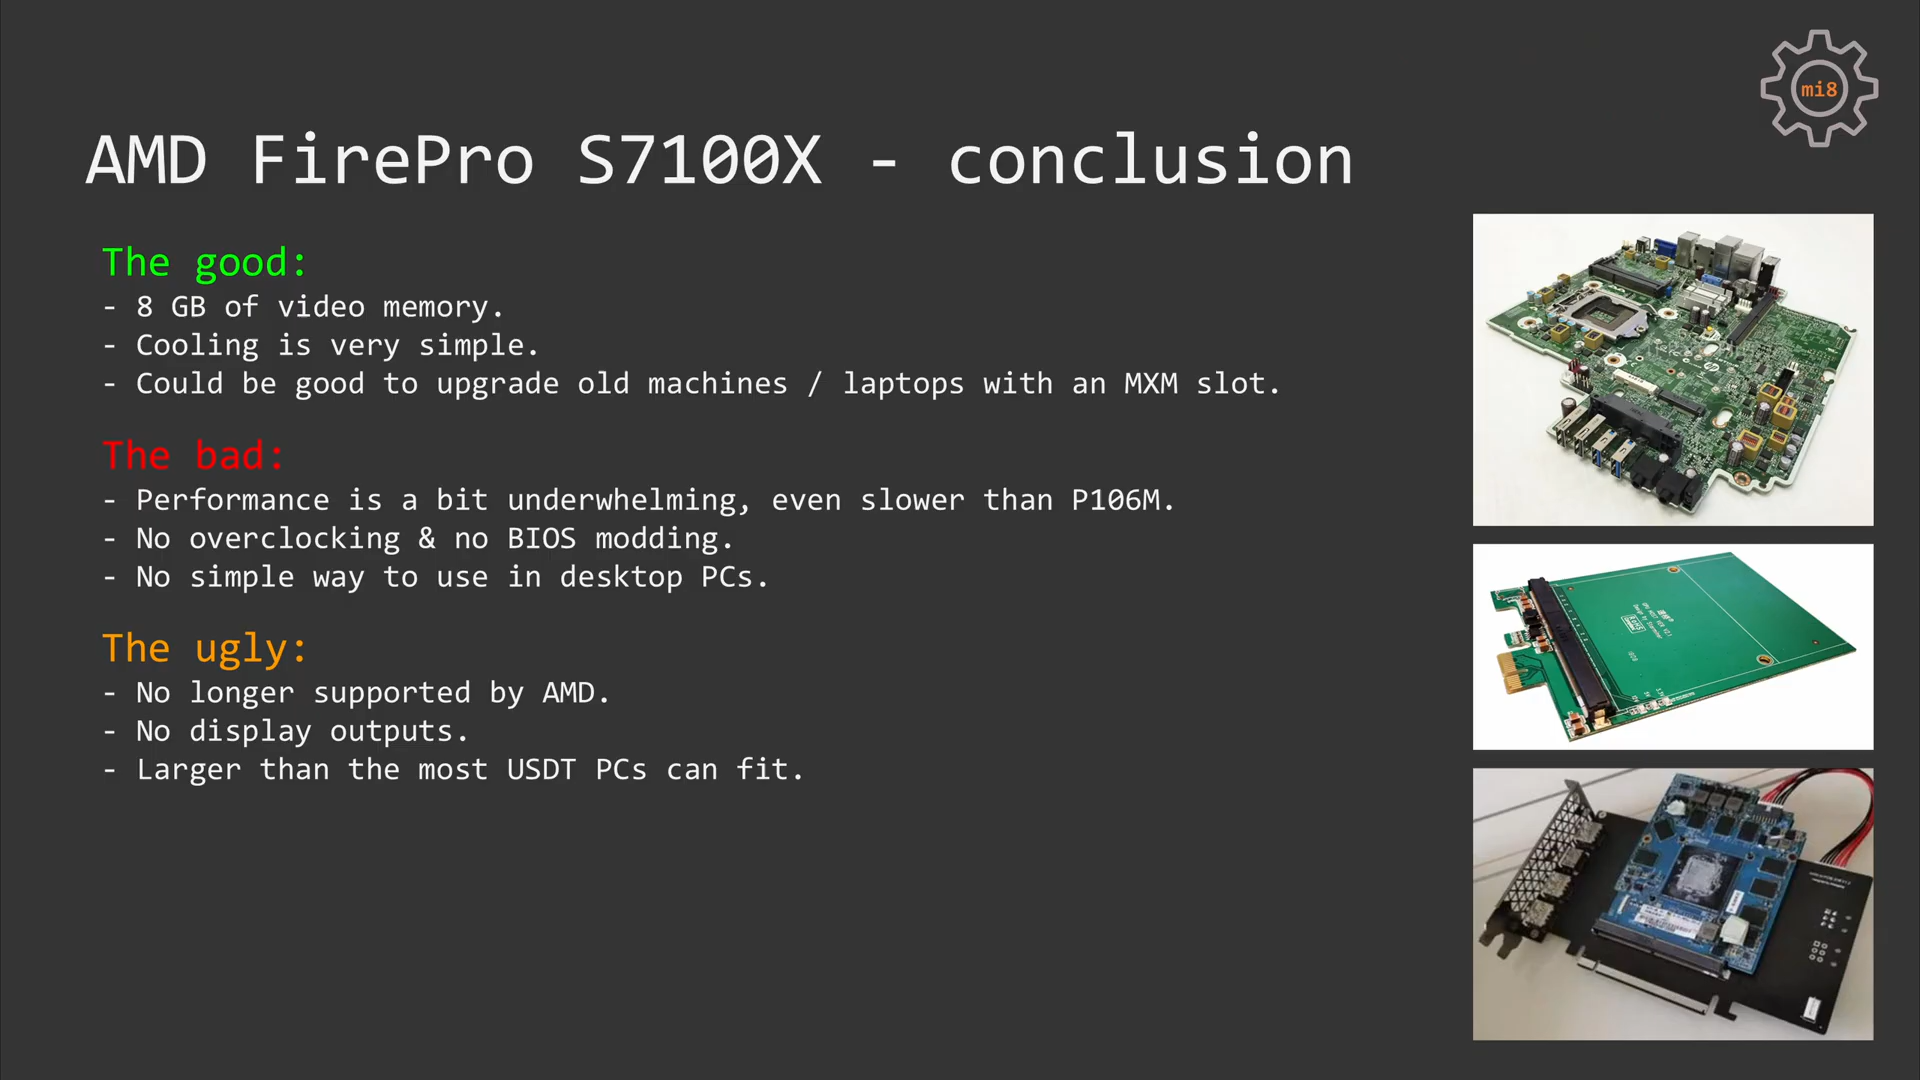 mi8
AMD FirePro S7100X - conclusion
The good:
- 8 GB of video memory.
- Cooling is very simple.
- Could be good to upgrade old machines / laptops with an MXM slot.
The bad:
- Performance is a bit underwhelming, even slower than P106M.
- No overclocking & no BIOS modding.
- No simple way to use in desktop PCs.
The ugly:
- No longer supported by AMD.
- No display outputs.
- Larger than the most USDT PCs can fit.